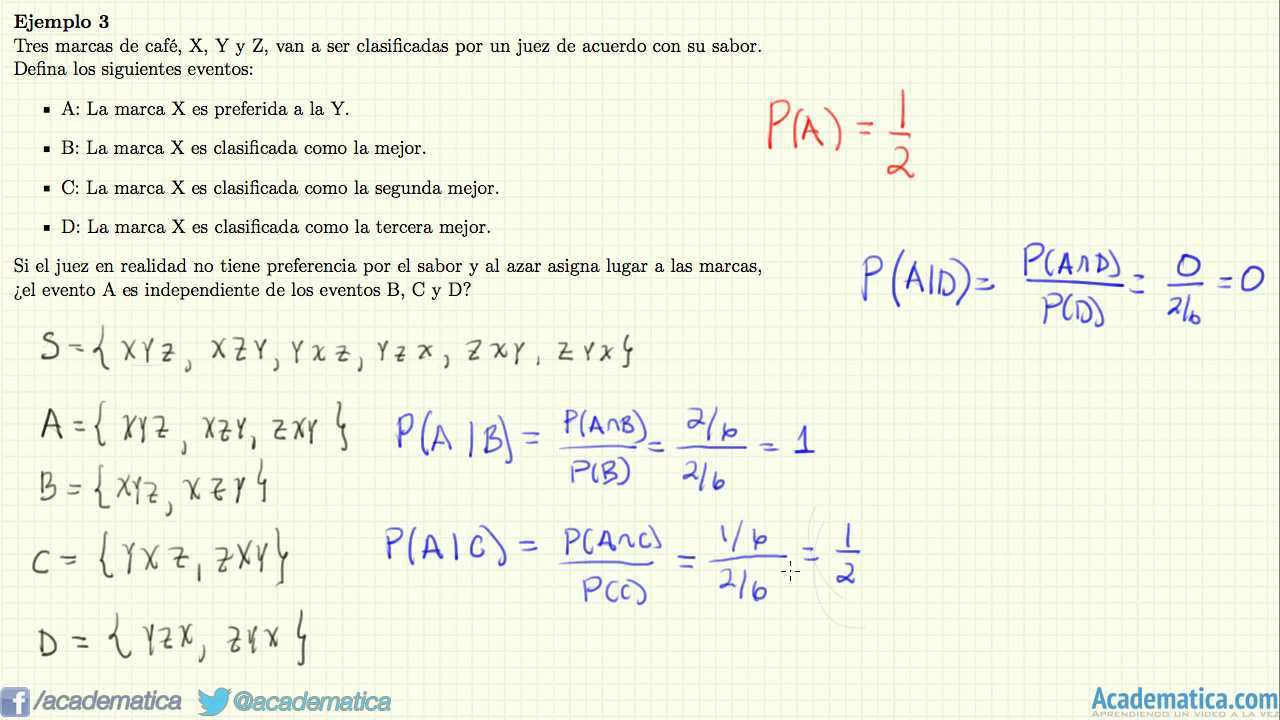 Ejemplo 3
Tres marcas de café, X, Y y Z, van a ser clasificadas por un juez de acuerdo con su sabor.
Defina los siguientes eventos:
▪ A: La marca X es preferida a la Y.
▪ B: La marca X es clasificada como la mejor.
▪ C: La marca X es clasificada como la segunda mejor.
▪ D: La marca X es clasificada como la tercera mejor.
Si el juez en realidad no tiene preferencia por el sabor y al azar asigna lugar a las marcas,
¿el evento A es independiente de los eventos B, C y D?
P(A) = 1/2
P(A|D) = P(A∩D)/P(D) = 0/(2/6) = 0
S = { XYZ, XZY, YXZ, YZX, ZXY, ZYX }
A = { XYZ, XZY, ZXY }
P(A|B) = P(A∩B)/P(B) = (2/6)/(2/6) = 1
B = { XYZ, XZY }
C = { YXZ, ZXY }
P(A|C) = P(A∩C)/P(C) = (1/6)/(2/6) = 1/2
D = { YZX, ZYX }
/academatica @academatica
Academatica.com
APRENDIENDO UN VIDEO A LA VEZ